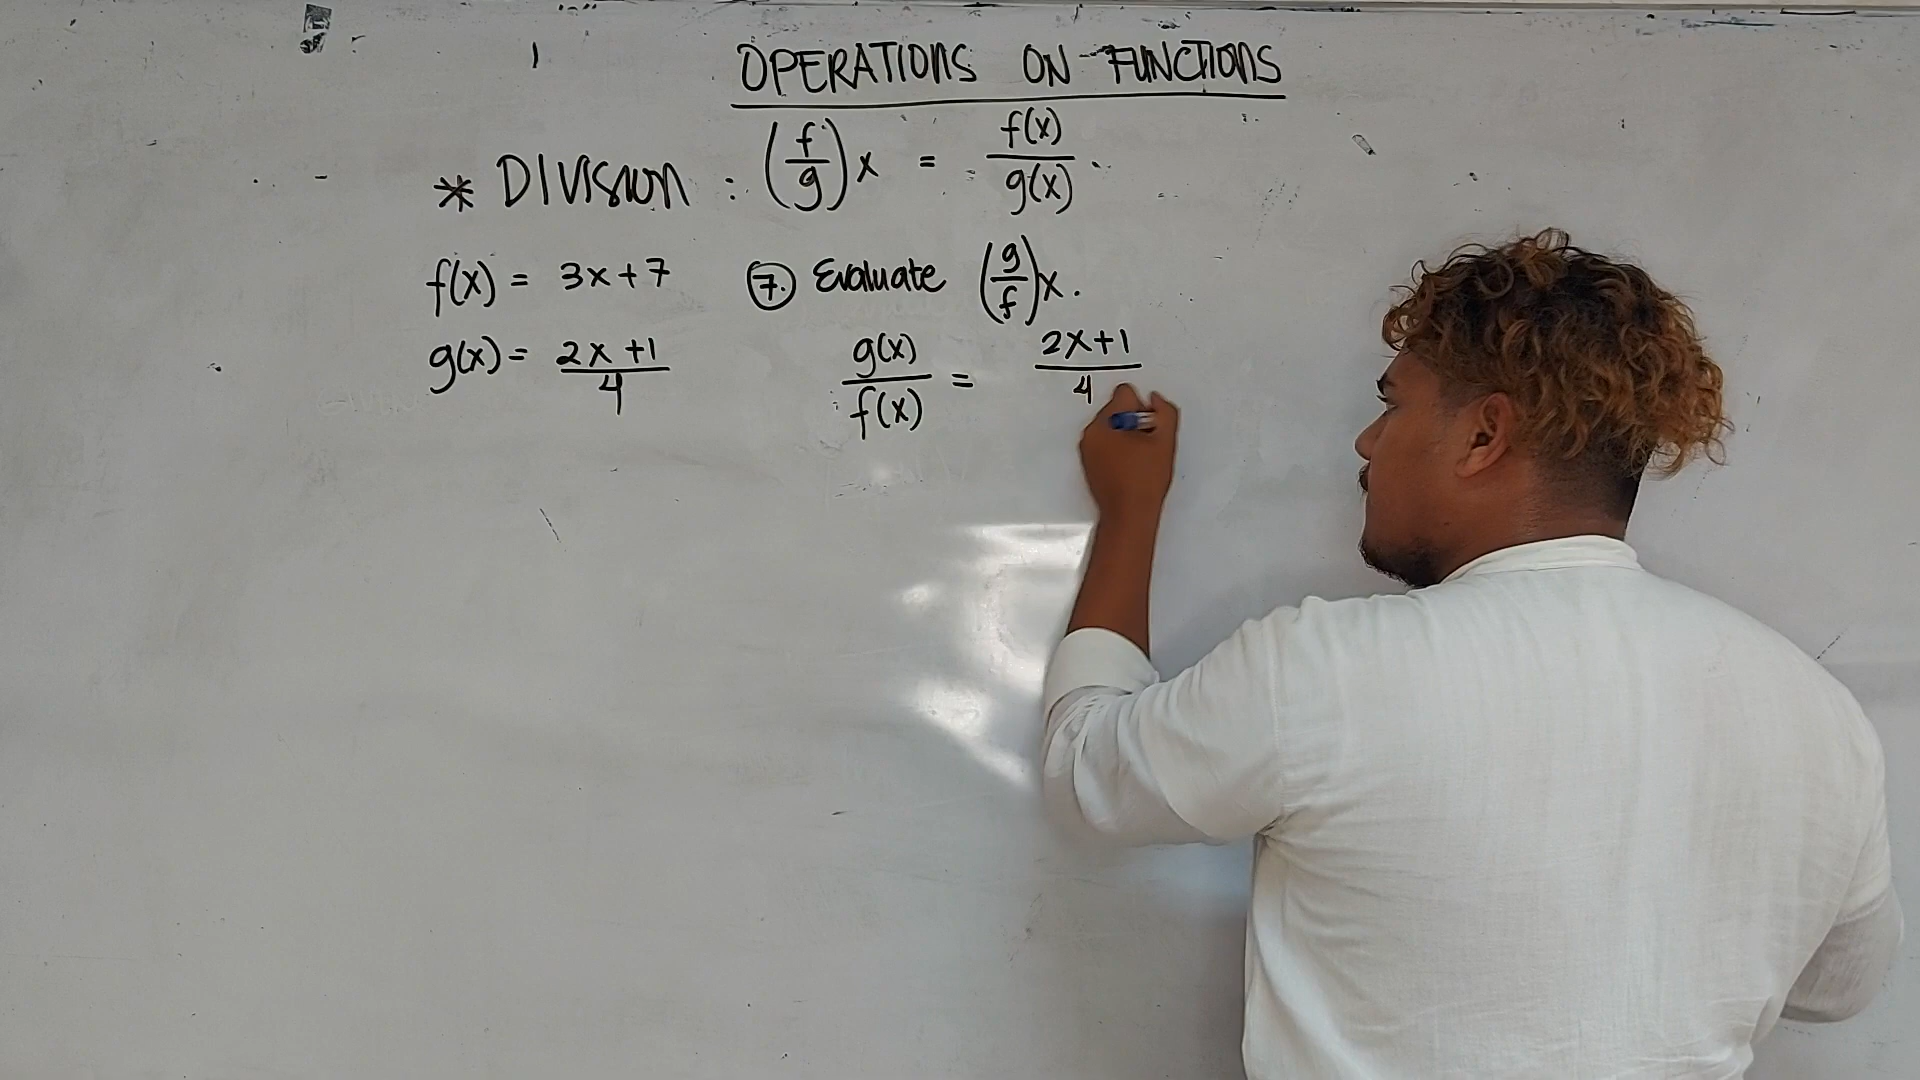 OPERATIONS ON FUNCTIONS
* DIVISION : (f/g)x = f(x)/g(x).
f(x) = 3x+7
g(x) = 2x+1/4
7. Evaluate (g/f)x.
g(x)/f(x) = 2x+1/4